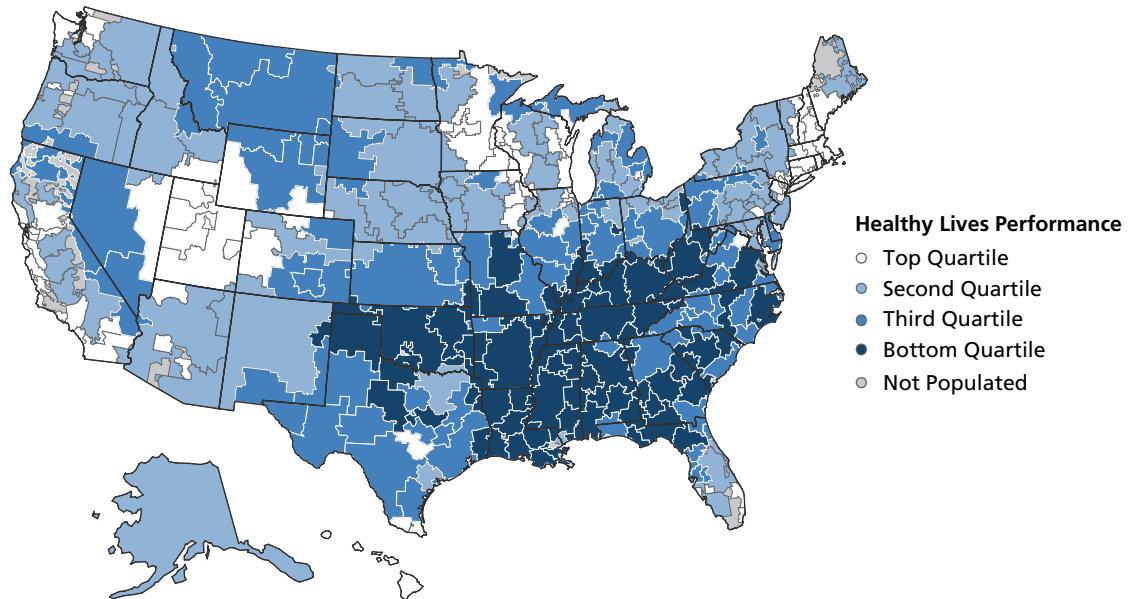 Healthy Lives Performance
Top Quartile
Second Quartile
Third Quartile
Bottom Quartile
Not Populated